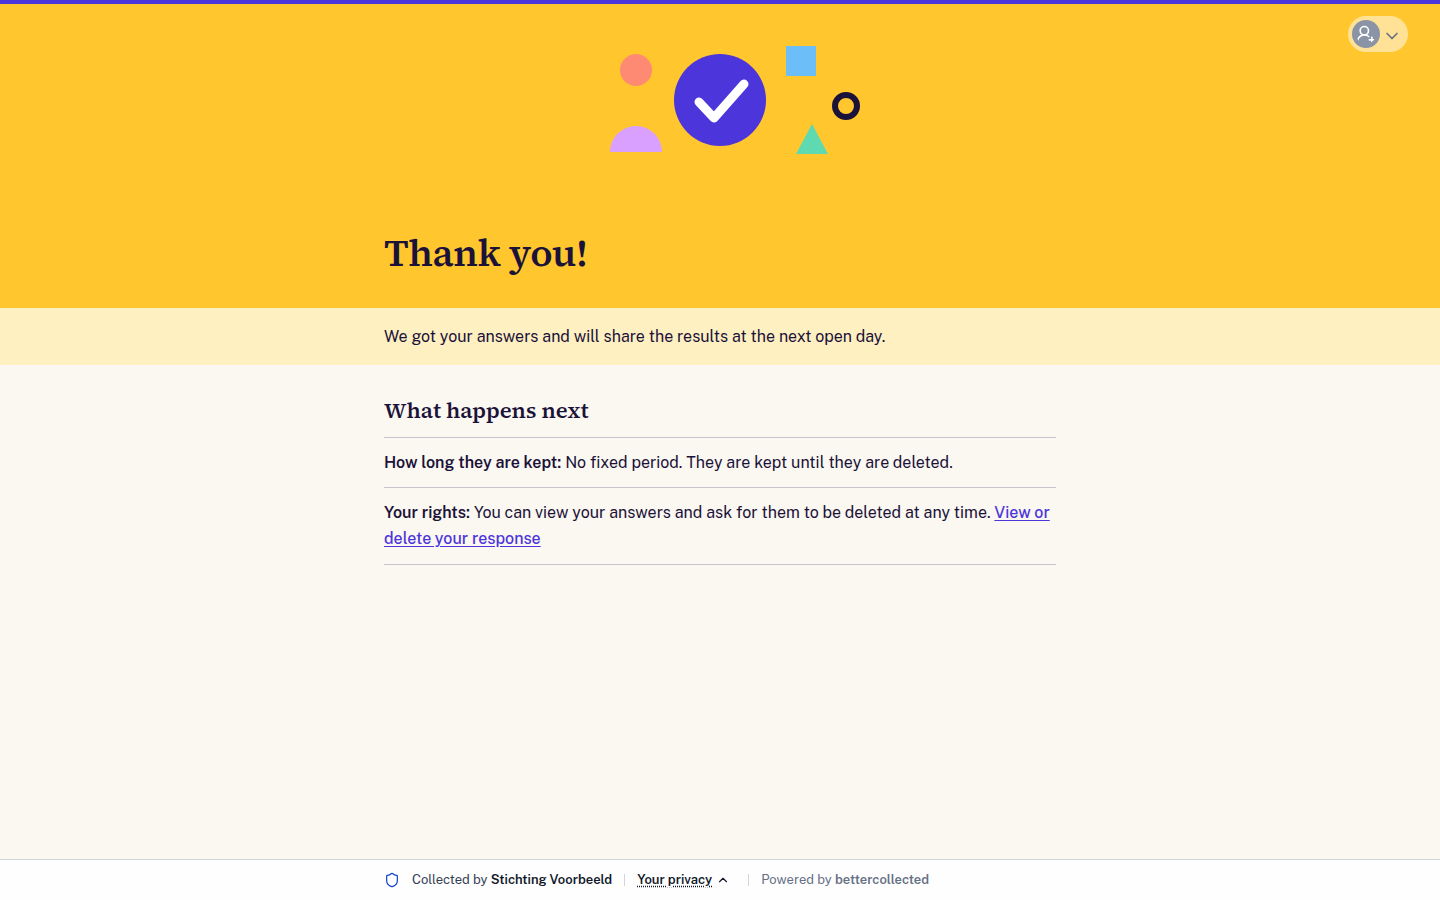 Thank you!
We got your answers and will share the results at the next open day.
What happens next
How long they are kept: No fixed period. They are kept until they are deleted.
Your rights: You can view your answers and ask for them to be deleted at any time. View or
delete your response
Collected by Stichting Voorbeeld
Your privacy
Powered by bettercollected